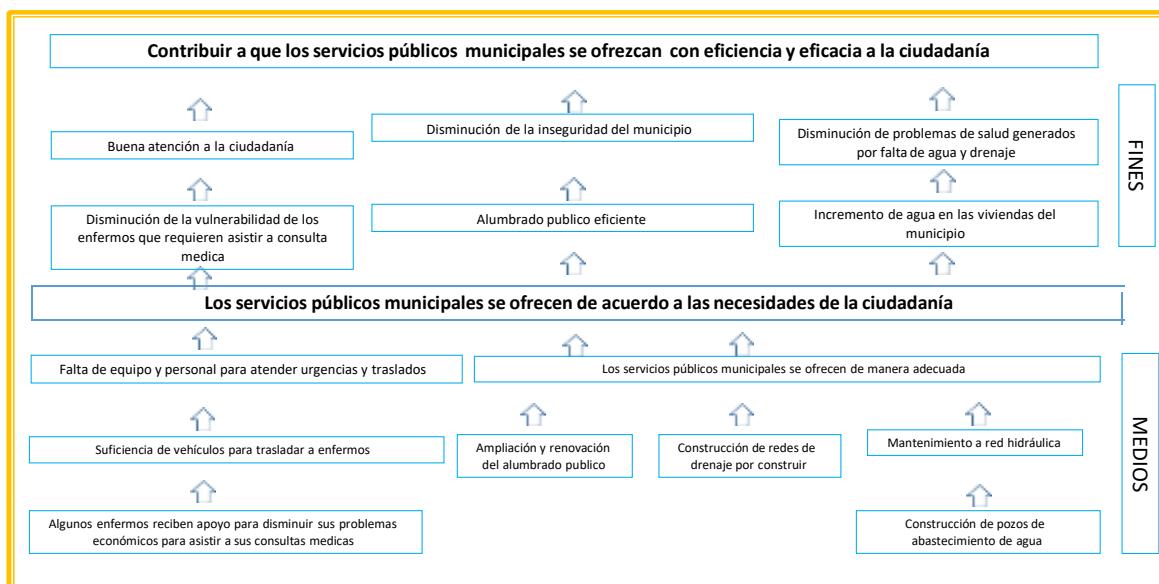 Contribuir a que los servicios públicos municipales se ofrezcan con eficiencia y eficacia a la ciudadanía
FINES
Buena atención a la ciudadanía
Disminución de la inseguridad del municipio
Disminución de problemas de salud generados
por falta de agua y drenaje
Disminución de la vulnerabilidad de los
enfermos que requieren asistir a consulta
medica
Alumbrado publico eficiente
Incremento de agua en las viviendas del
municipio
Los servicios públicos municipales se ofrecen de acuerdo a las necesidades de la ciudadanía
MEDIOS
Falta de equipo y personal para atender urgencias y traslados
Los servicios públicos municipales se ofrecen de manera adecuada
Suficiencia de vehículos para trasladar a enfermos
Ampliación y renovación
del alumbrado publico
Construcción de redes de
drenaje por construir
Mantenimiento a red hidráulica
Algunos enfermos reciben apoyo para disminuir sus problemas
económicos para asistir a sus consultas medicas
Construcción de pozos de
abastecimiento de agua